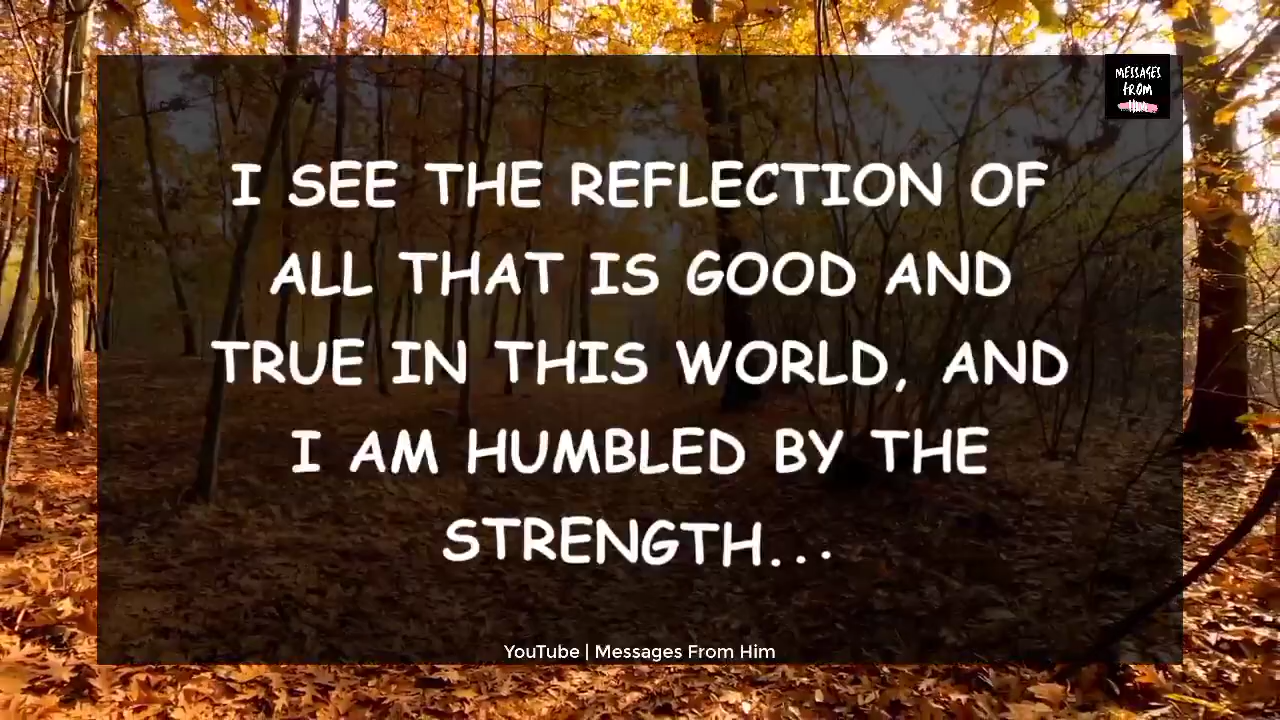 MESSAGES
FROM
Him
I SEE THE REFLECTION OF
ALL THAT IS GOOD AND
TRUE IN THIS WORLD, AND
I AM HUMBLED BY THE
STRENGTH...
YouTube | Messages From Him